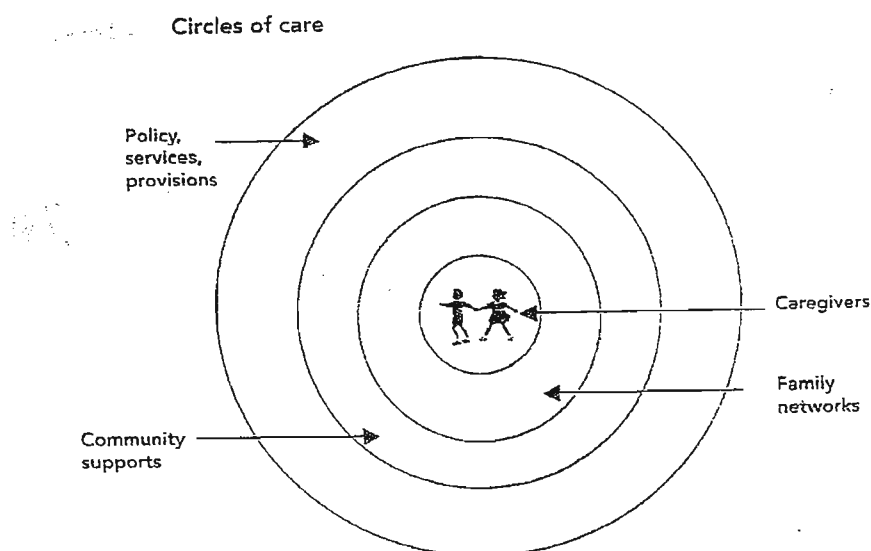 Circles of care
Policy,
services,
provisions
Caregivers
Family
networks
Community
supports